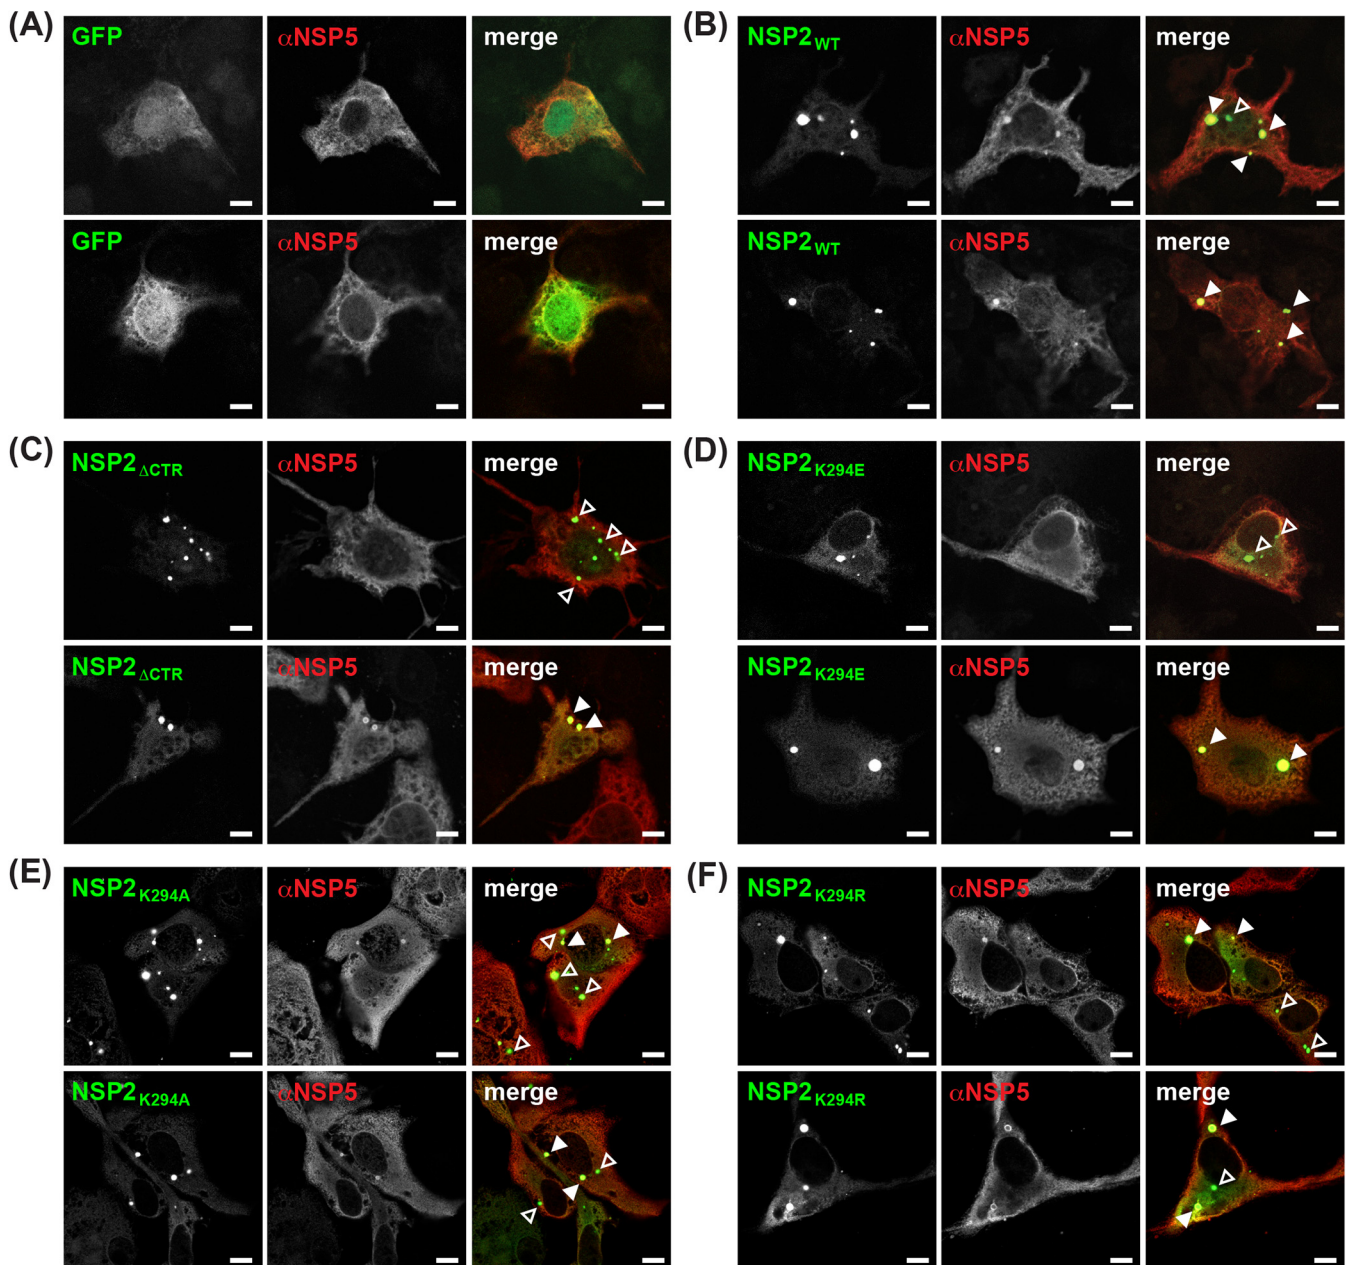 (A)
GFP αNSP5 merge
GFP αNSP5 merge
(B)
NSP2WT αNSP5 merge
NSP2WT αNSP5 merge
(C)
NSP2ΔCTR αNSP5 merge
NSP2ΔCTR αNSP5 merge
(D)
NSP2K294E αNSP5 merge
NSP2K294E αNSP5 merge
(E)
NSP2K294A αNSP5 merge
NSP2K294A αNSP5 merge
(F)
NSP2K294R αNSP5 merge
NSP2K294R αNSP5 merge